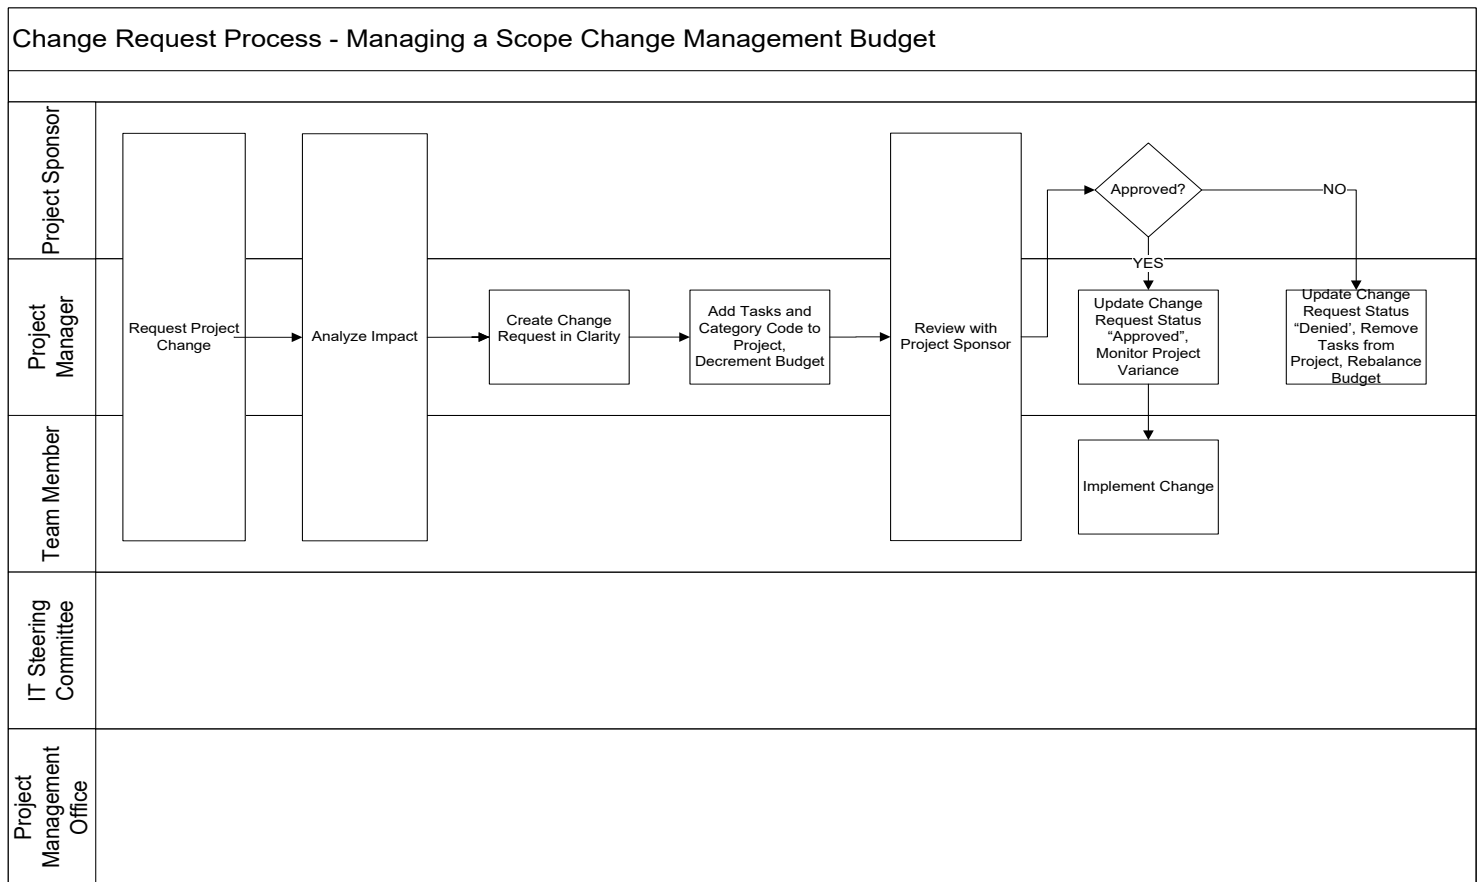 Change Request Process - Managing a Scope Change Management Budget
Project Sponsor
Approved?
NO
YES
Project
Manager
Request Project
Change
Analyze Impact
Create Change
Request in Clarity
Add Tasks and
Category Code to
Project,
Decrement Budget
Review with
Project Sponsor
Update Change
Request Status
“Approved”,
Monitor Project
Variance
Update Change
Request Status
“Denied’, Remove
Tasks from
Project, Rebalance
Budget
Team Member
Implement Change
IT Steering
Committee
Project
Management
Office